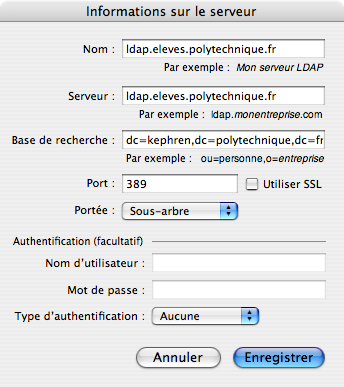 Informations sur le serveur
Nom : ldap.eleves.polytechnique.fr
Par exemple : Mon serveur LDAP
Serveur : ldap.eleves.polytechnique.fr
Par exemple : ldap.monentreprise.com
Base de recherche : dc=kephren,dc=polytechnique,dc=fr
Par exemple : ou=personne,o=entreprise
Port : 389 Utiliser SSL
Portée : Sous-arbre
Authentification (facultatif)
Nom d'utilisateur :
Mot de passe :
Type d'authentification : Aucune
Annuler Enregistrer